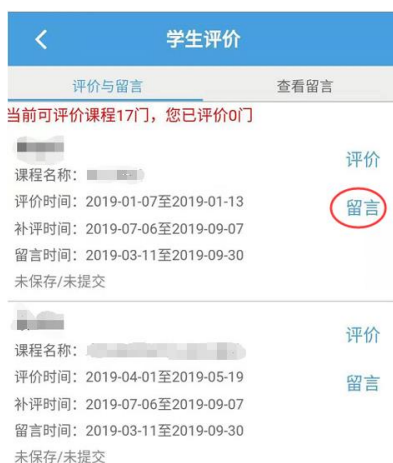 学生评价
评价与留言 查看留言
当前可评价课程17门，您已评价0门
评价
课程名称：
评价时间：2019-01-07至2019-01-13
留言
补评时间：2019-07-06至2019-09-07
留言时间：2019-03-11至2019-09-30
未保存/未提交
评价
课程名称：
评价时间：2019-04-01至2019-05-19
留言
补评时间：2019-07-06至2019-09-07
留言时间：2019-03-11至2019-09-30
未保存/未提交